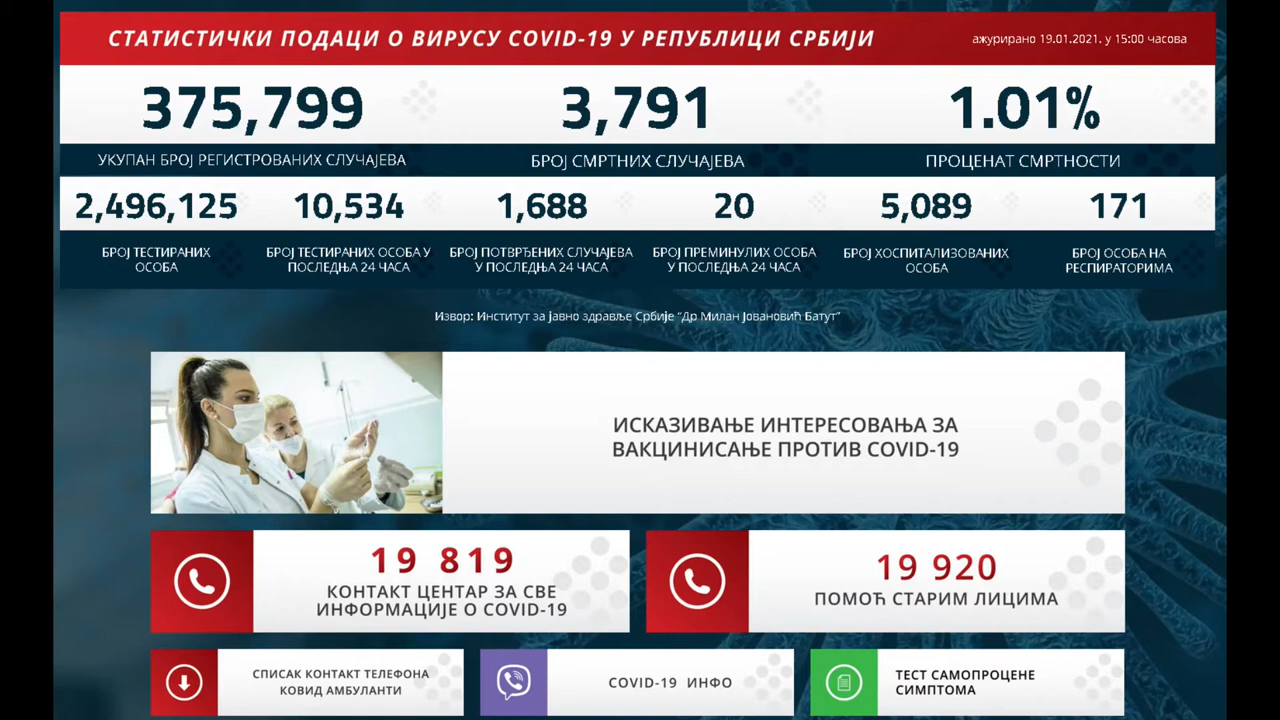 СТАТИСТИЧКИ ПОДАЦИ О ВИРУСУ COVID-19 У РЕПУБЛИЦИ СРБИЈИ
ажурирано 19.01.2021. у 15:00 часова
375,799
3,791
1.01%
УКУПАН БРОЈ РЕГИСТРОВАНИХ СЛУЧАЈЕВА
БРОЈ СМРТНИХ СЛУЧАЈЕВА
ПРОЦЕНАТ СМРТНОСТИ
2,496,125
10,534
1,688
20
5,089
171
БРОЈ ТЕСТИРАНИХ
ОСОБА
БРОЈ ТЕСТИРАНИХ ОСОБА У
ПОСЛЕДЊА 24 ЧАСА
БРОЈ ПОТВРЂЕНИХ СЛУЧАЈЕВА
У ПОСЛЕДЊА 24 ЧАСА
БРОЈ ПРЕМИНУЛИХ ОСОБА
У ПОСЛЕДЊА 24 ЧАСА
БРОЈ ХОСПИТАЛИЗОВАНИХ
ОСОБА
БРОЈ ОСОБА НА
РЕСПИРАТОРИМА
Извор: Институт за јавно здравље Србије “Др Милан Јовановић Батут”
ИСКАЗИВАЊЕ ИНТЕРЕСОВАЊА ЗА
ВАКЦИНИСАЊЕ ПРОТИВ COVID-19
19 819
КОНТАКТ ЦЕНТАР ЗА СВЕ
ИНФОРМАЦИЈЕ О COVID-19
19 920
ПОМОЋ СТАРИМ ЛИЦИМА
СПИСАК КОНТАКТ ТЕЛЕФОНА
КОВИД АМБУЛАНТИ
COVID-19 ИНФО
ТЕСТ САМОПРОЦЕНЕ
СИМПТОМА